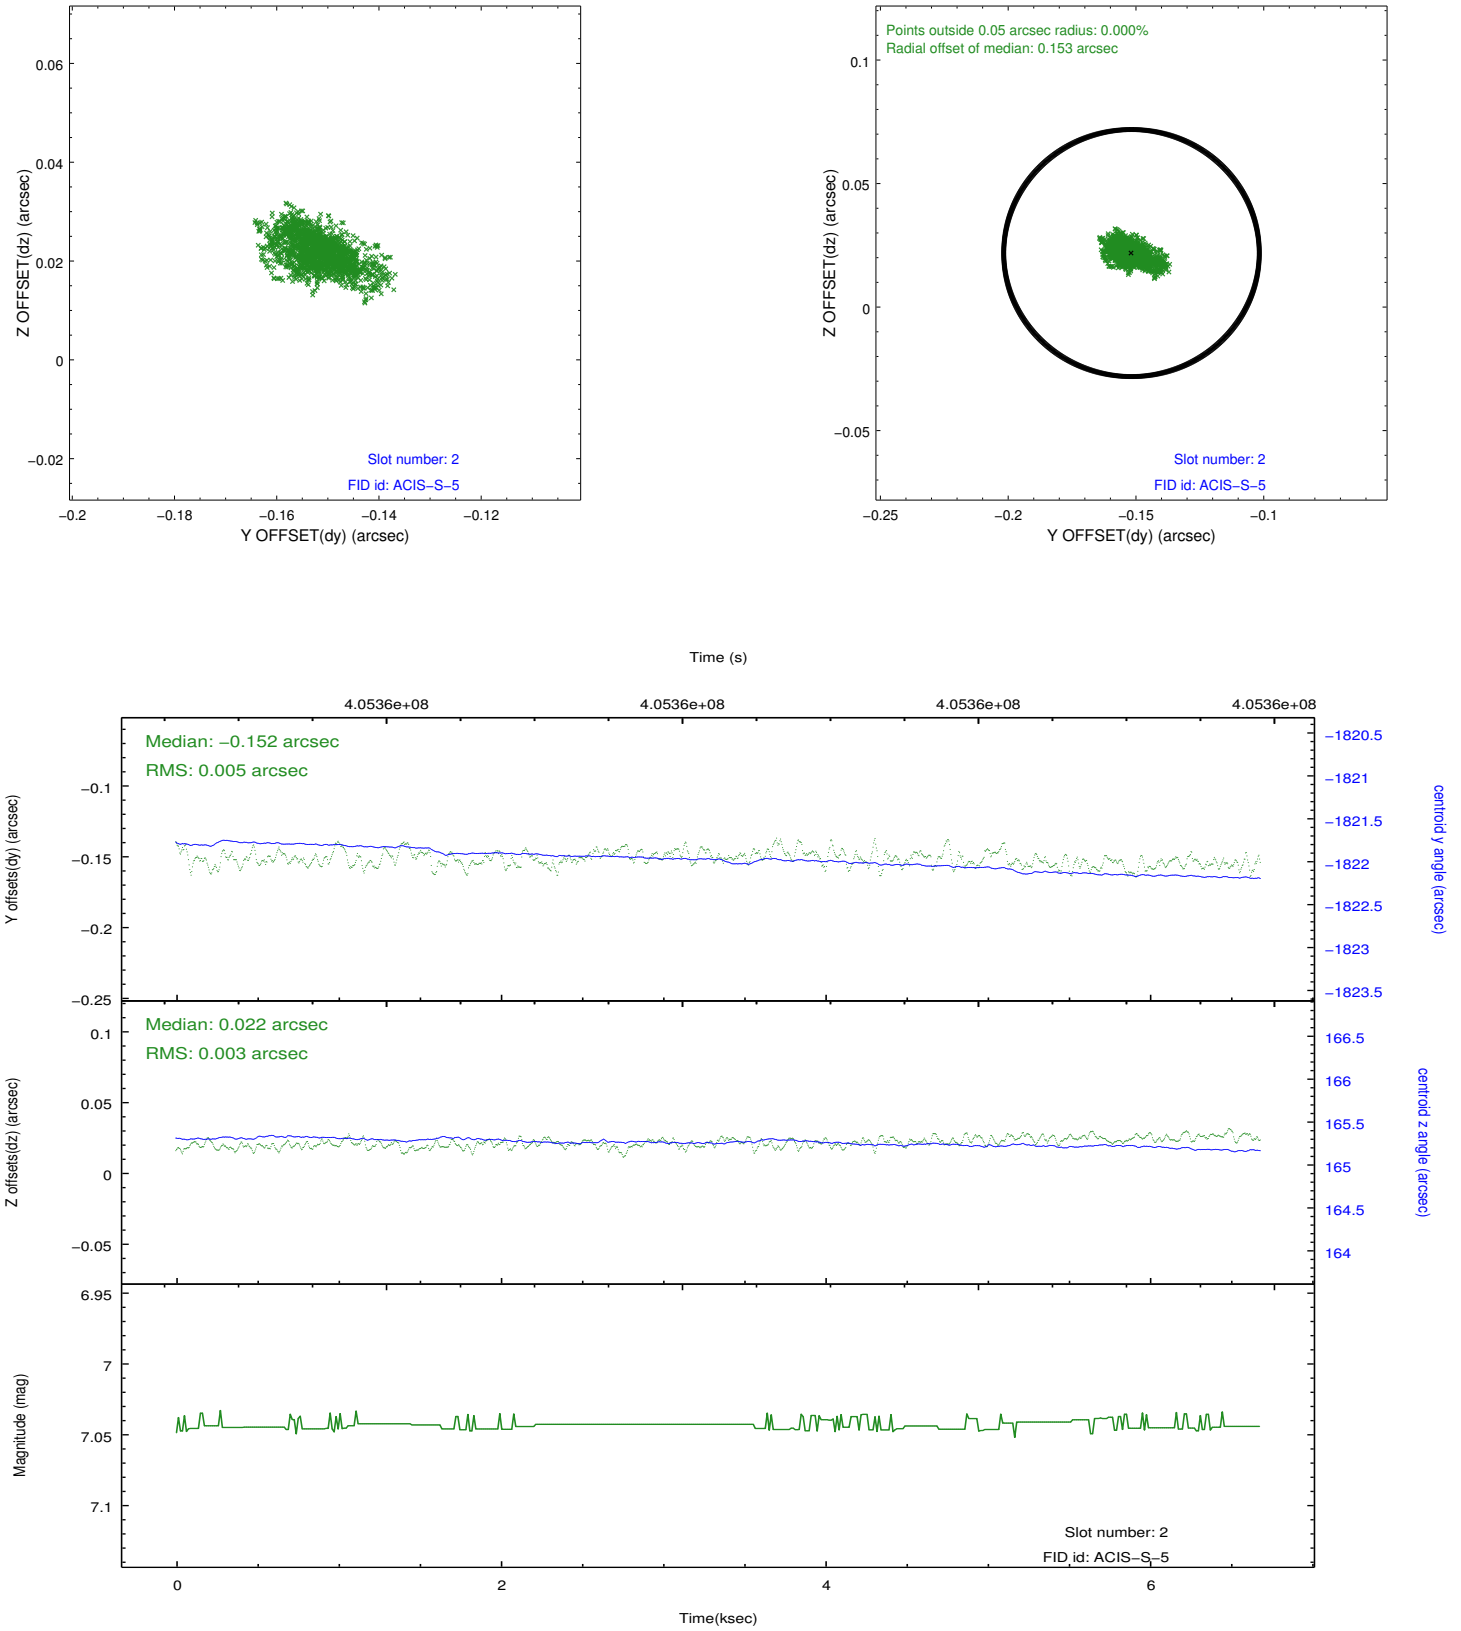 0.06
0.04
0.02
0
−0.02
Z OFFSET(dz) (arcsec)
Slot number: 2
FID id: ACIS−S−5
−0.2 −0.18 −0.16 −0.14 −0.12
Y OFFSET(dy) (arcsec)
Points outside 0.05 arcsec radius: 0.000%
Radial offset of median: 0.153 arcsec
0.1
0.05
0
−0.05
Z OFFSET(dz) (arcsec)
Slot number: 2
FID id: ACIS−S−5
−0.25 −0.2 −0.15 −0.1
Y OFFSET(dy) (arcsec)
Time (s)
4.0536e+08 4.0536e+08 4.0536e+08 4.0536e+08
Median: −0.152 arcsec
RMS: 0.005 arcsec
−0.1
−0.15
−0.2
−0.25
Y offsets(dy) (arcsec)
−1820.5
−1821
−1821.5
−1822
−1822.5
−1823
−1823.5
centroid y angle (arcsec)
Median: 0.022 arcsec
RMS: 0.003 arcsec
0.1
0.05
0
−0.05
Z offsets(dz) (arcsec)
166.5
166
165.5
165
164.5
164
centroid z angle (arcsec)
6.95
7
7.05
7.1
Magnitude (mag)
Slot number: 2
FID id: ACIS−S−5
0 2 4 6
Time(ksec)